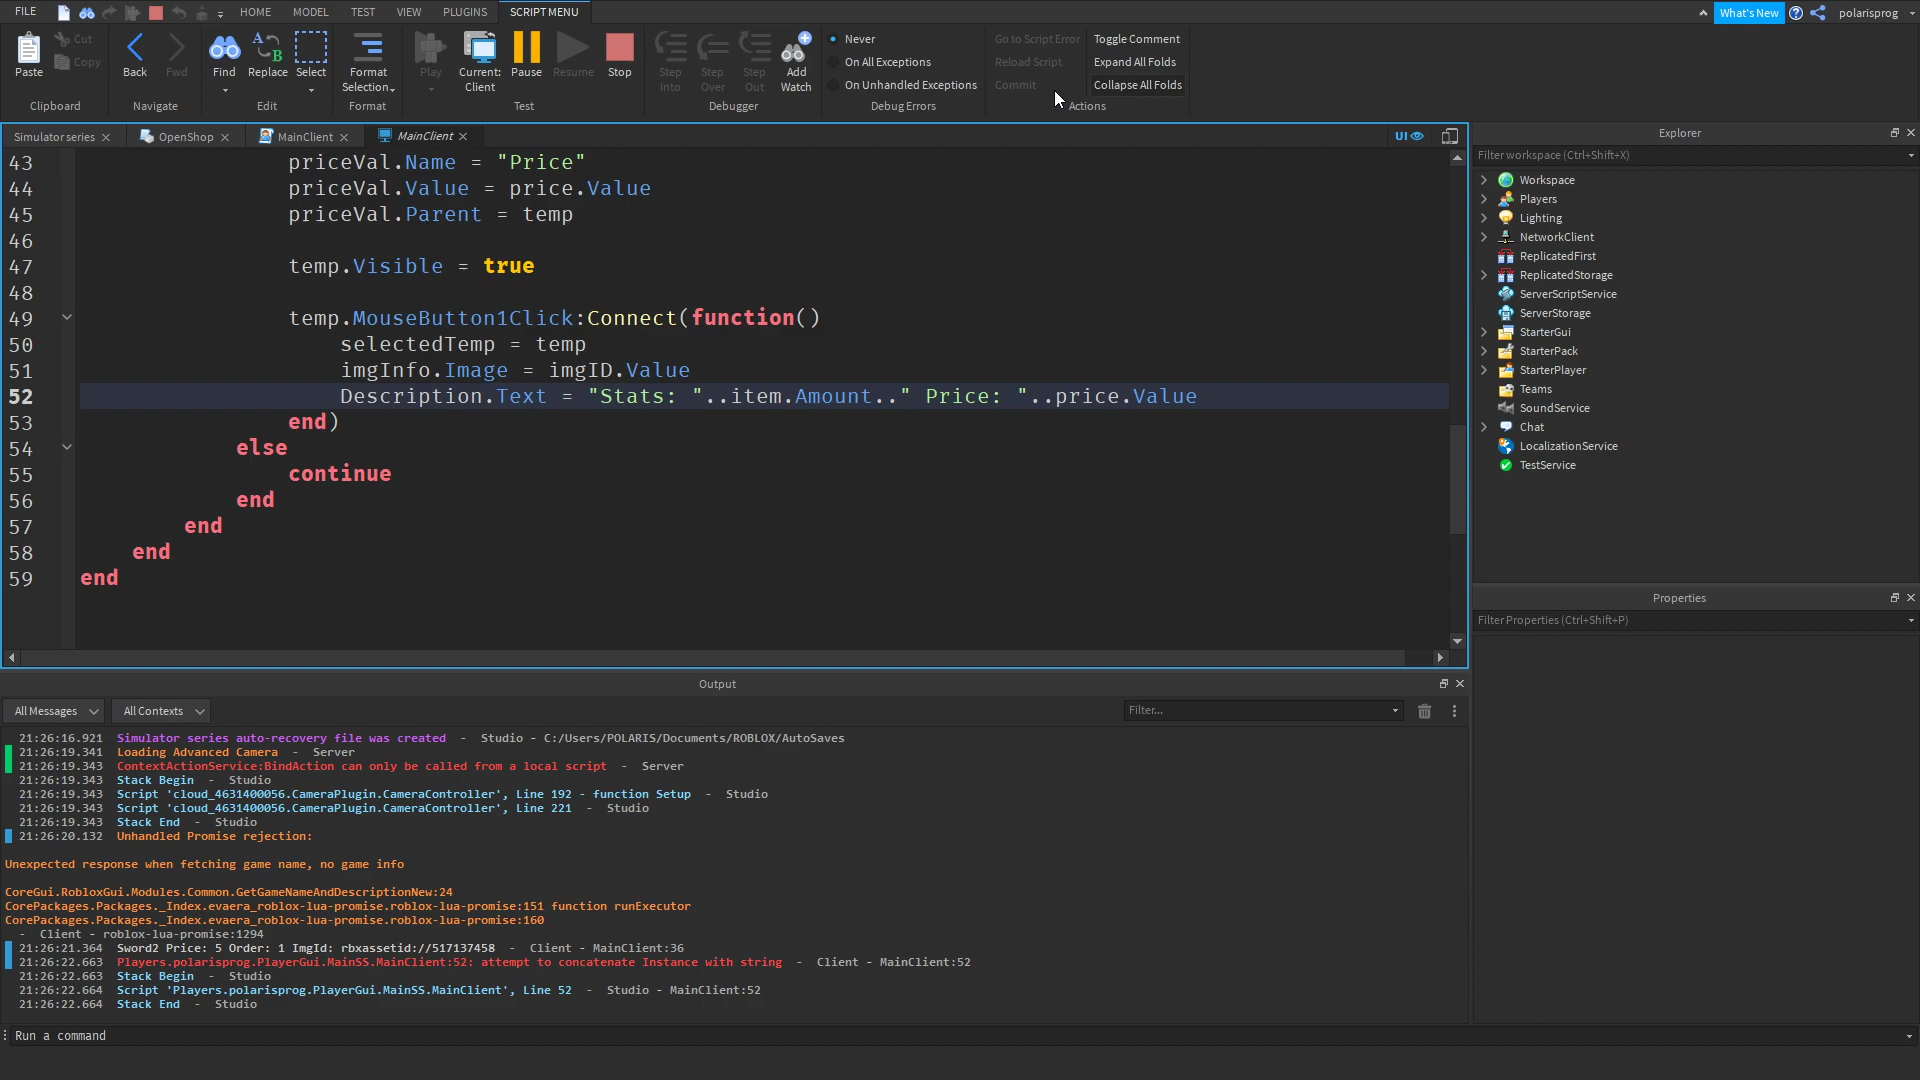 FILE HOME MODEL TEST VIEW PLUGINS SCRIPT MENU What's New polarisprog
Paste Cut Copy Clipboard
Back Fwd Navigate
Find Replace Select Edit
Format Selection Format
Play Current: Client Pause Resume Stop Test
Step Into Step Over Step Out Add Watch Debugger
Never
On All Exceptions
On Unhandled Exceptions
Debug Errors
Go to Script Error Toggle Comment
Reload Script Expand All Folds
Commit Collapse All Folds
Actions
Simulator series OpenShop MainClient MainClient UI
43 priceVal.Name = "Price"
44 priceVal.Value = price.Value
45 priceVal.Parent = temp
46
47 temp.Visible = true
48
49 temp.MouseButton1Click:Connect(function()
50 selectedTemp = temp
51 imgInfo.Image = imgID.Value
52 Description.Text = "Stats: "..item.Amount.." Price: "..price.Value
53 end)
54 else
55 continue
56 end
57 end
58 end
59 end
Explorer
Filter workspace (Ctrl+Shift+X)
Workspace
Players
Lighting
NetworkClient
ReplicatedFirst
ReplicatedStorage
ServerScriptService
ServerStorage
StarterGui
StarterPack
StarterPlayer
Teams
SoundService
Chat
LocalizationService
TestService
Properties
Filter Properties (Ctrl+Shift+P)
Output
All Messages All Contexts Filter...
21:26:16.921 Simulator series auto-recovery file was created - Studio - C:/Users/POLARIS/Documents/ROBLOX/AutoSaves
21:26:19.341 Loading Advanced Camera - Server
21:26:19.343 ContextActionService:BindAction can only be called from a local script - Server
21:26:19.343 Stack Begin - Studio
21:26:19.343 Script 'cloud_4631400056.CameraPlugin.CameraController', Line 192 - function Setup - Studio
21:26:19.343 Script 'cloud_4631400056.CameraPlugin.CameraController', Line 221 - Studio
21:26:19.343 Stack End - Studio
21:26:20.132 Unhandled Promise rejection:
Unexpected response when fetching game name, no game info
CoreGui.RobloxGui.Modules.Common.GetGameNameAndDescriptionNew:24
CorePackages.Packages._Index.evaera_roblox-lua-promise.roblox-lua-promise:151 function runExecutor
CorePackages.Packages._Index.evaera_roblox-lua-promise.roblox-lua-promise:160
- Client - roblox-lua-promise:1294
21:26:21.364 Sword2 Price: 5 Order: 1 ImgId: rbxassetid://517137458 - Client - MainClient:36
21:26:22.663 Players.polarisprog.PlayerGui.MainSS.MainClient:52: attempt to concatenate Instance with string - Client - MainClient:52
21:26:22.663 Stack Begin - Studio
21:26:22.664 Script 'Players.polarisprog.PlayerGui.MainSS.MainClient', Line 52 - Studio - MainClient:52
21:26:22.664 Stack End - Studio
Run a command